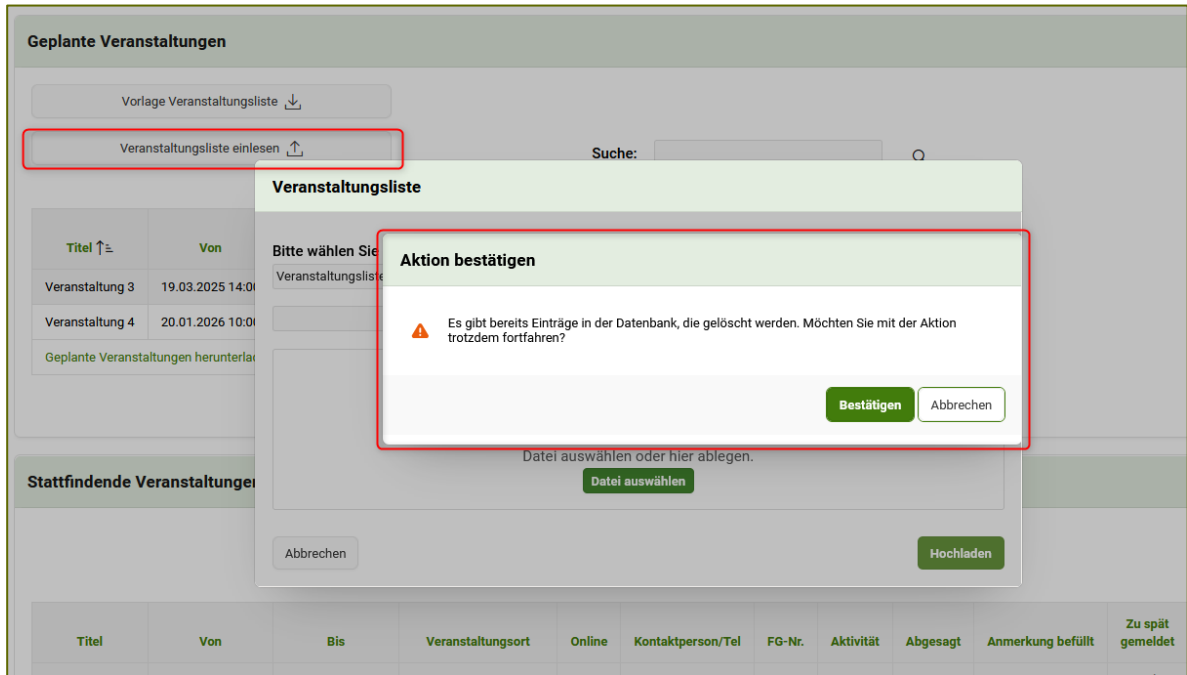 Geplante Veranstaltungen
Vorlage Veranstaltungsliste
Veranstaltungsliste einlesen
Suche:
Veranstaltungsliste
Titel
Von
Bitte wählen Sie
Aktion bestätigen
Veranstaltungsliste
Veranstaltung 3 19.03.2025 14:00
Es gibt bereits Einträge in der Datenbank, die gelöscht werden. Möchten Sie mit der Aktion
trotzdem fortfahren?
Veranstaltung 4 20.01.2026 10:00
Geplante Veranstaltungen
Bestätigen Abbrechen
Datei auswählen oder hier ablegen.
Datei auswählen
Stattfindende
Abbrechen Hochladen
Titel Von Bis Veranstaltungsort Online Kontaktperson/Tel FG-Nr. Aktivität Abgesagt Anmerkung befüllt Zu spät
gemeldet